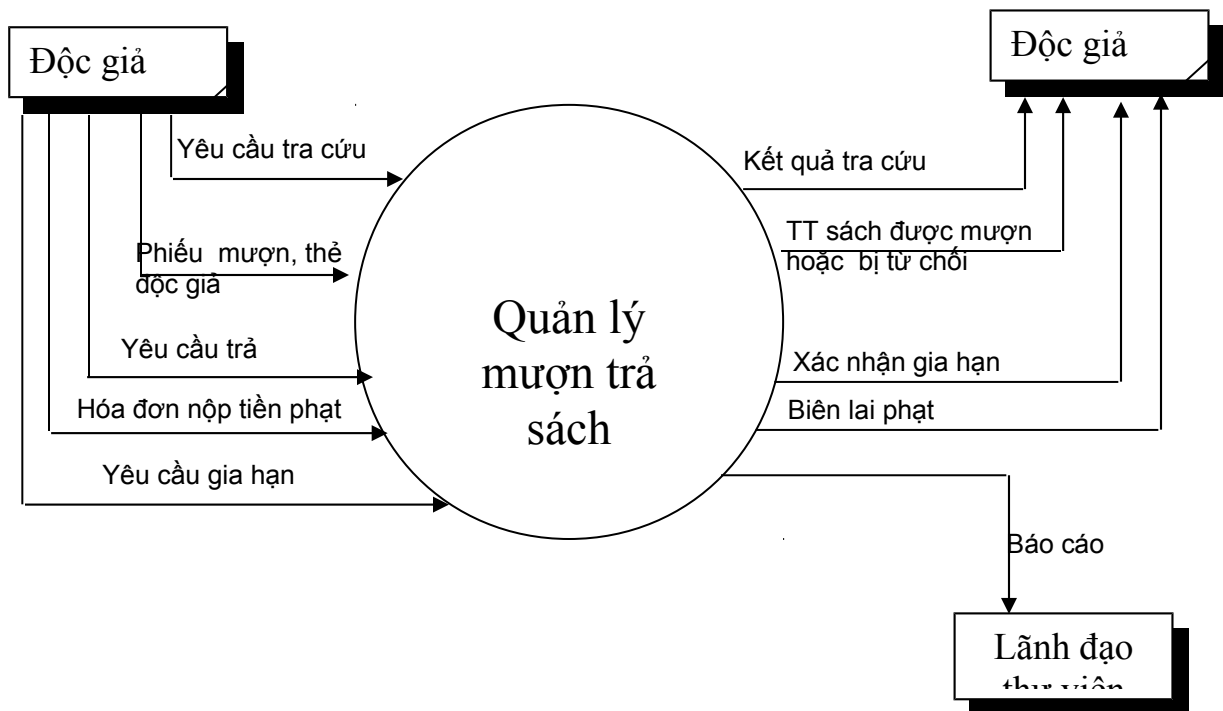 Độc giả
Độc giả
Yêu cầu tra cứu
Kết quả tra cứu
Phiếu mượn, thẻ
độc giả
TT sách được mượn
hoặc bị từ chối
Quản lý
mượn trả
sách
Yêu cầu trả
Xác nhận gia hạn
Hóa đơn nộp tiền phạt
Biên lai phạt
Yêu cầu gia hạn
Báo cáo
Lãnh đạo
thư viện